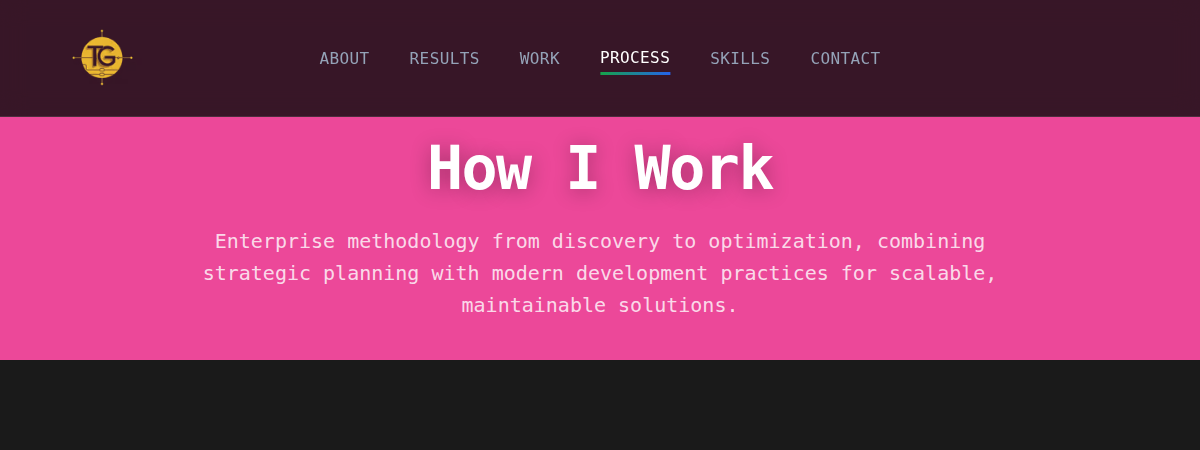 TG
ABOUT RESULTS WORK PROCESS SKILLS CONTACT
How I Work
Enterprise methodology from discovery to optimization, combining
strategic planning with modern development practices for scalable,
maintainable solutions.